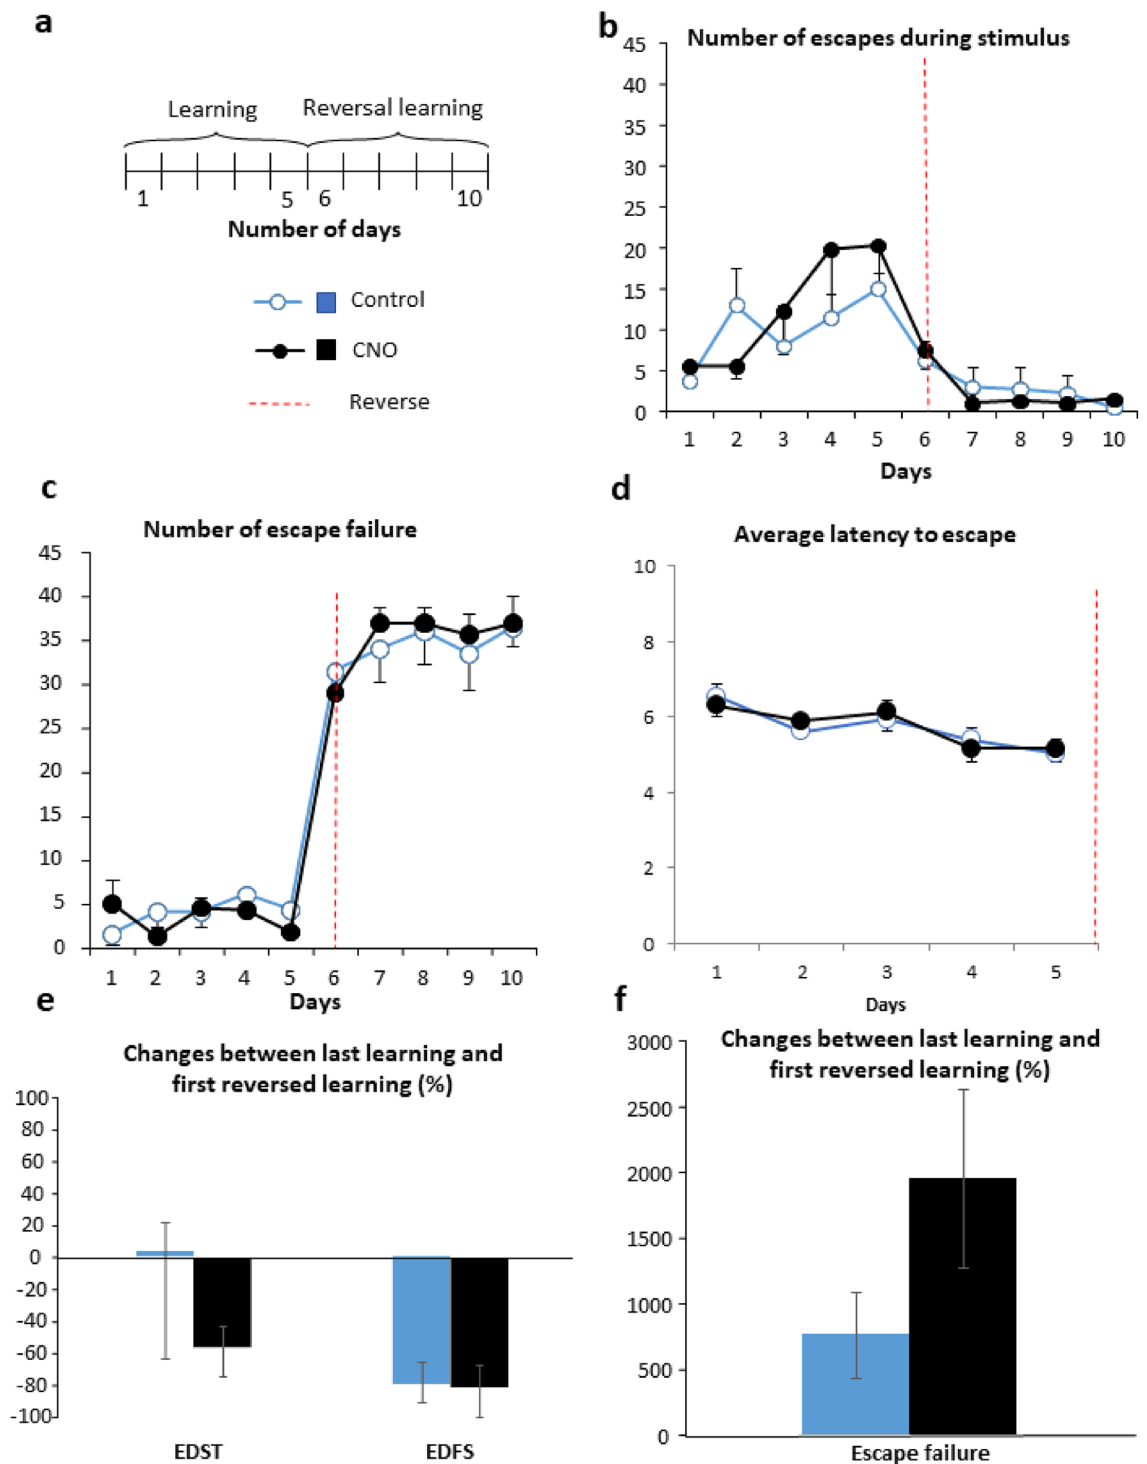 a
Learning
Reversal learning
1 5 6 10
Number of days
Control
CNO
Reverse
b
Number of escapes during stimulus
45
40
35
30
25
20
15
10
5
0
1 2 3 4 5 6 7 8 9 10
Days
c
Number of escape failure
45
40
35
30
25
20
15
10
5
0
1 2 3 4 5 6 7 8 9 10
Days
d
Average latency to escape
10
8
6
4
2
0
1 2 3 4 5
Days
e
Changes between last learning and
first reversed learning (%)
100
80
60
40
20
0
-20
-40
-60
-80
-100
EDST EDFS
f
Changes between last learning and
first reversed learning (%)
3000
2500
2000
1500
1000
500
0
Escape failure